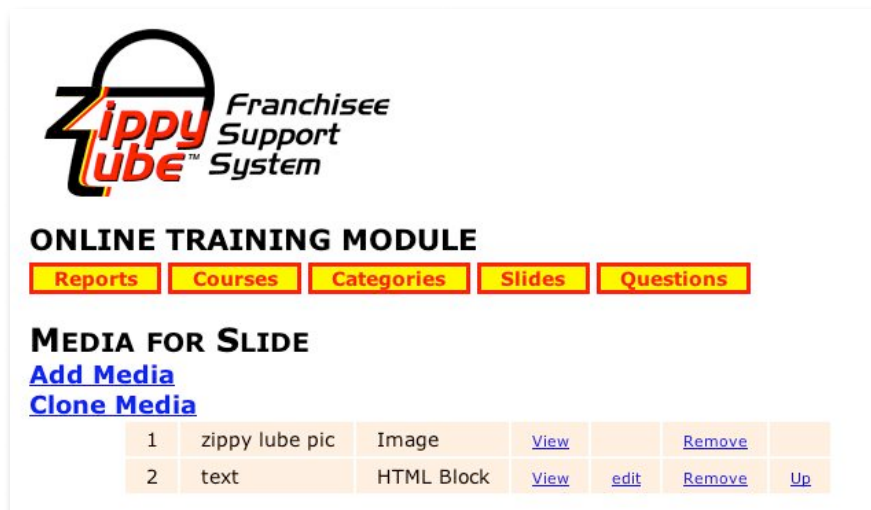 Zippy Lube™ Franchisee
Support
System
ONLINE TRAINING MODULE
Reports Courses Categories Slides Questions
MEDIA FOR SLIDE
Add Media
Clone Media
1 zippy lube pic Image View Remove
2 text HTML Block View edit Remove Up